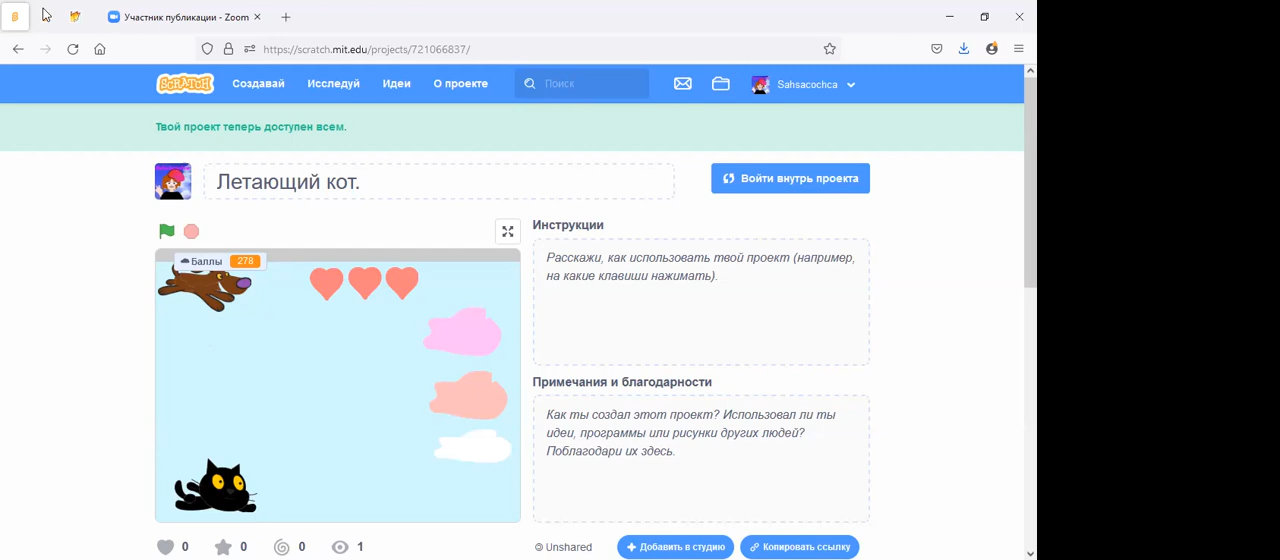 Участник публикации - Zoom
https://scratch.mit.edu/projects/721066837/
SCRATCH Создавай Исследуй Идеи О проекте Поиск Sahsacochca
Твой проект теперь доступен всем.
Летающий кот.
Войти внутрь проекта
Инструкции
Расскажи, как использовать твой проект (например,
на какие клавиши нажимать).
Баллы 278
Примечания и благодарности
Как ты создал этот проект? Использовал ли ты
идеи, программы или рисунки других людей?
Поблагодари их здесь.
0 0 0 1
Unshared Добавить в студию Копировать ссылку